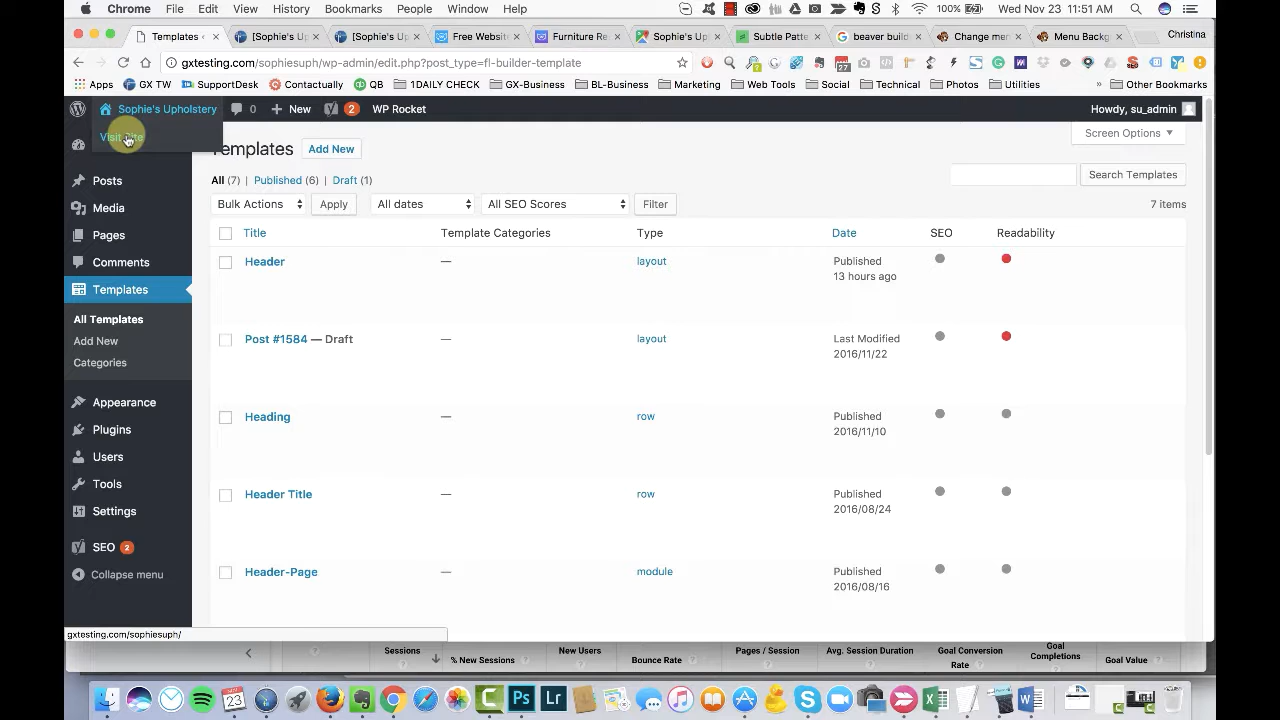 Chrome File Edit View History Bookmarks People Window Help 100% Wed Nov 23 11:51 AM
Templates [Sophie's Up [Sophie's Up Free Website Furniture Re Sophie's Up Subtle Patte beaver build Change men Menu Backg Christina
gxtesting.com/sophiesuph/wp-admin/edit.php?post_type=fl-builder-template
Apps GX TW SupportDesk Contactually QB 1DAILY CHECK GX-Business BL-Business Marketing Web Tools Social Technical Photos Utilities » Other Bookmarks
Sophie's Upholstery 0 + New 2 WP Rocket Howdy, su_admin
Visit Site
Screen Options
Templates Add New
Posts
Media
Pages
Comments
Templates
All Templates
Add New
Categories
Appearance
Plugins
Users
Tools
Settings
SEO 2
Collapse menu
All (7) Published (6) Draft (1)
Search Templates
Bulk Actions Apply All dates All SEO Scores Filter 7 items
Title Template Categories Type Date SEO Readability
Header — layout Published
13 hours ago
Post #1584 — Draft — layout Last Modified
2016/11/22
Heading — row Published
2016/11/10
Header Title — row Published
2016/08/24
Header-Page — module Published
2016/08/16
gxtesting.com/sophiesuph/
Sessions % New Sessions New Users Bounce Rate Pages / Session Avg. Session Duration Goal Conversion Rate Goal Completions Goal Value
Ps Lr